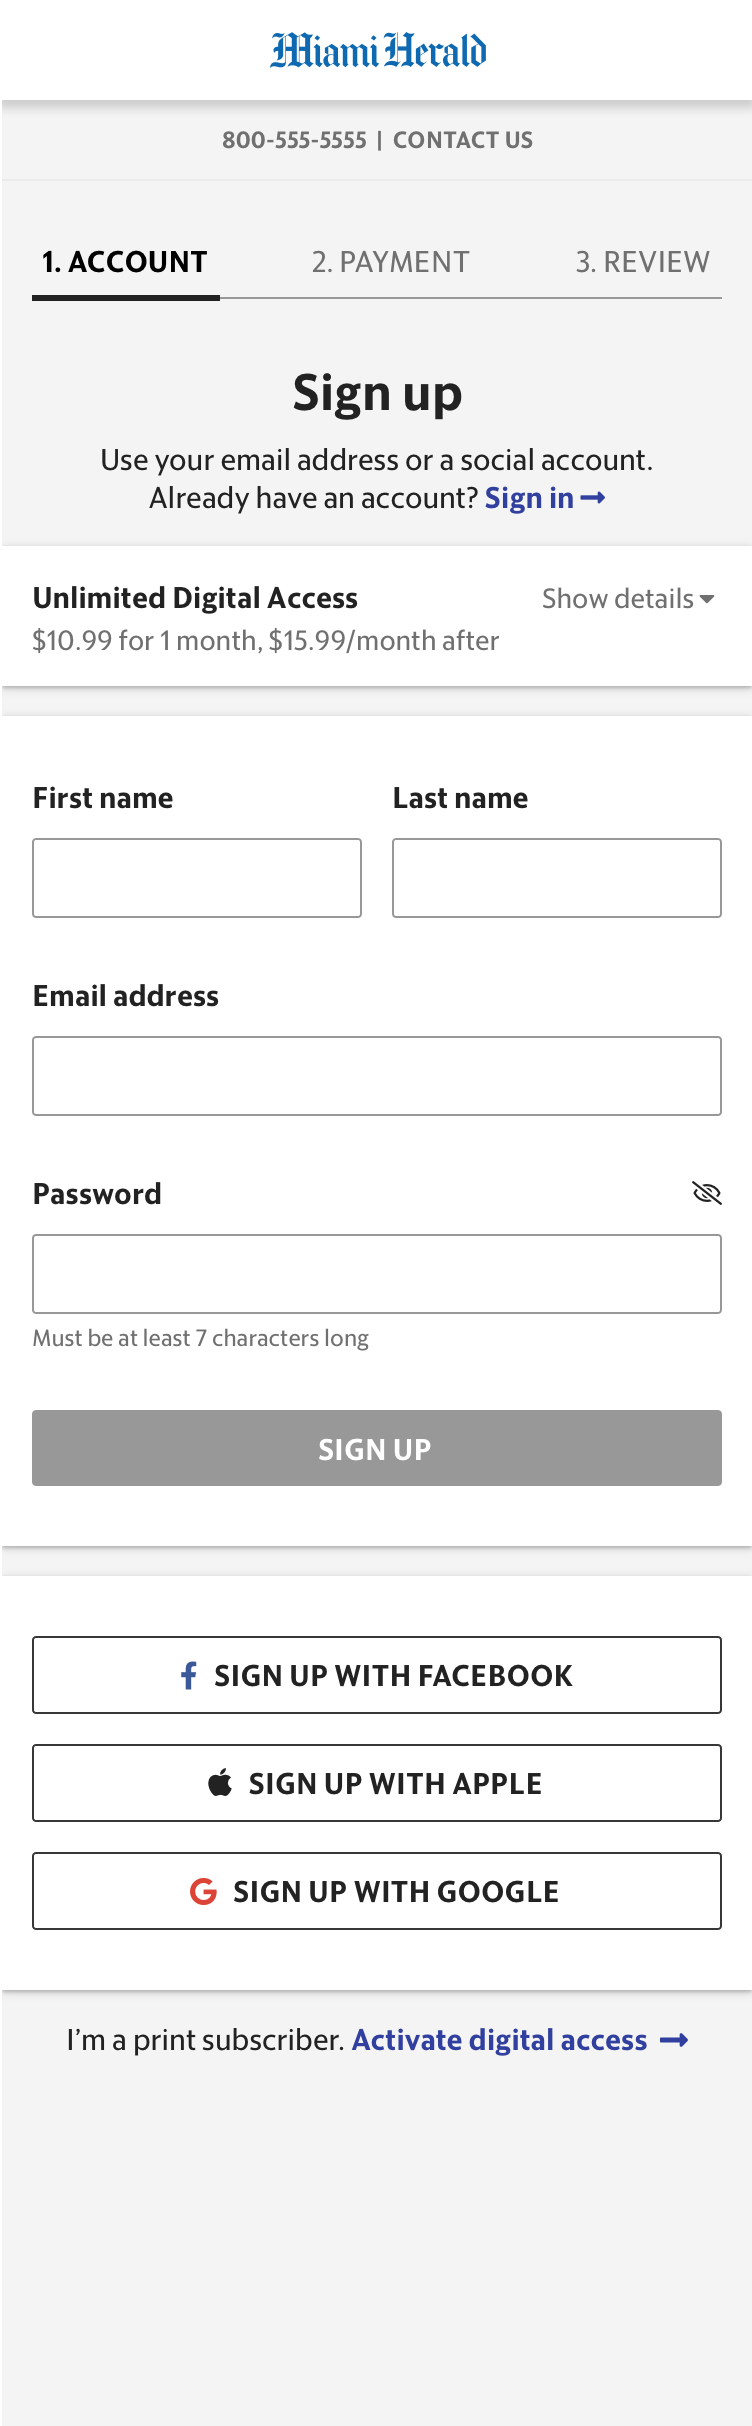 Miami Herald
800-555-5555 | CONTACT US
1. ACCOUNT 2. PAYMENT 3. REVIEW
Sign up
Use your email address or a social account.
Already have an account? Sign in →
Unlimited Digital Access Show details
$10.99 for 1 month, $15.99/month after
First name Last name
Email address
Password
Must be at least 7 characters long
SIGN UP
SIGN UP WITH FACEBOOK
SIGN UP WITH APPLE
SIGN UP WITH GOOGLE
I’m a print subscriber. Activate digital access →